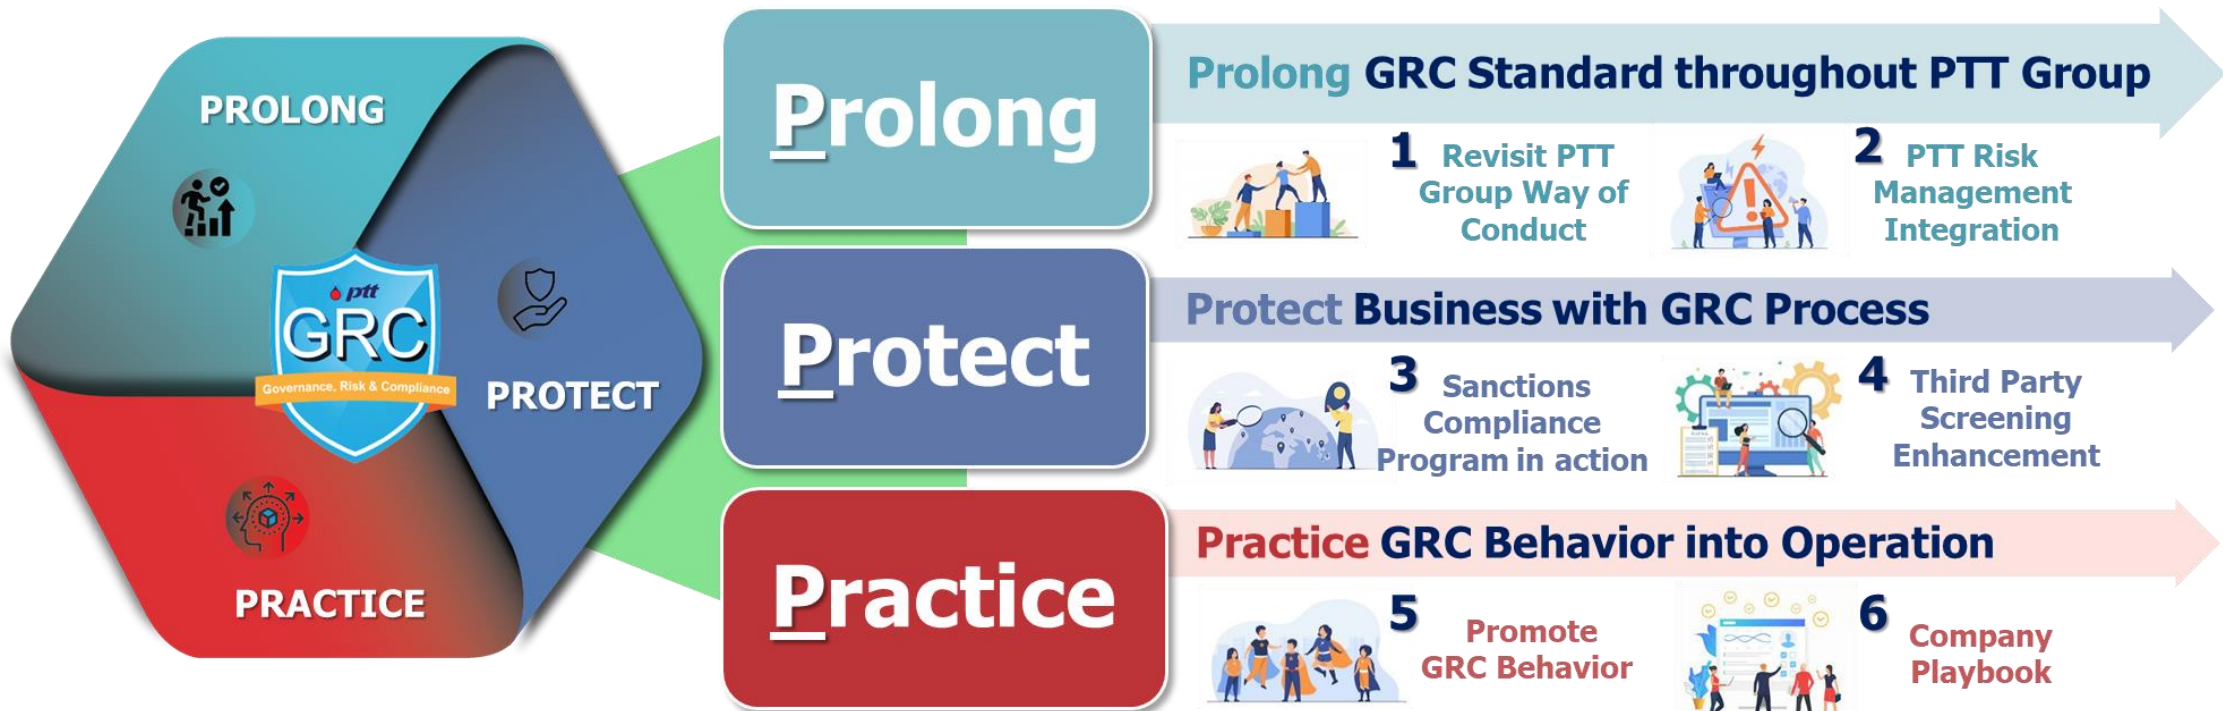 PROLONG
ptt
GRC
Governance, Risk & Compliance
PROTECT
PRACTICE
Prolong
Prolong GRC Standard throughout PTT Group
1 Revisit PTT
Group Way of
Conduct
2 PTT Risk
Management
Integration
Protect
Protect Business with GRC Process
3 Sanctions
Compliance
Program in action
4 Third Party
Screening
Enhancement
Practice
Practice GRC Behavior into Operation
5 Promote
GRC Behavior
6 Company
Playbook